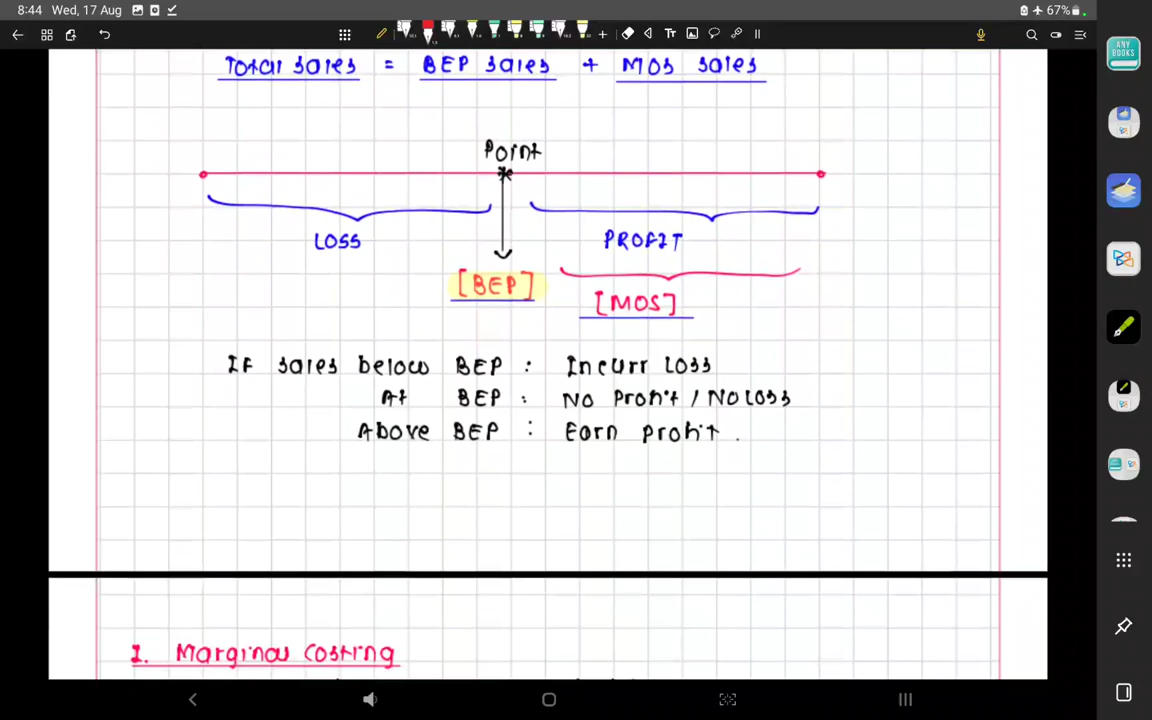 8:44 Wed, 17 Aug
67%
Total Sales = BEP Sales + MOS Sales
Point
LOSS
PROFIT
[BEP]
[MOS]
If sales below BEP : Incurr Loss
At BEP : No Profit / No Loss
Above BEP : Earn profit.
1. Marginal Costing
ANY BOOKS
Tт